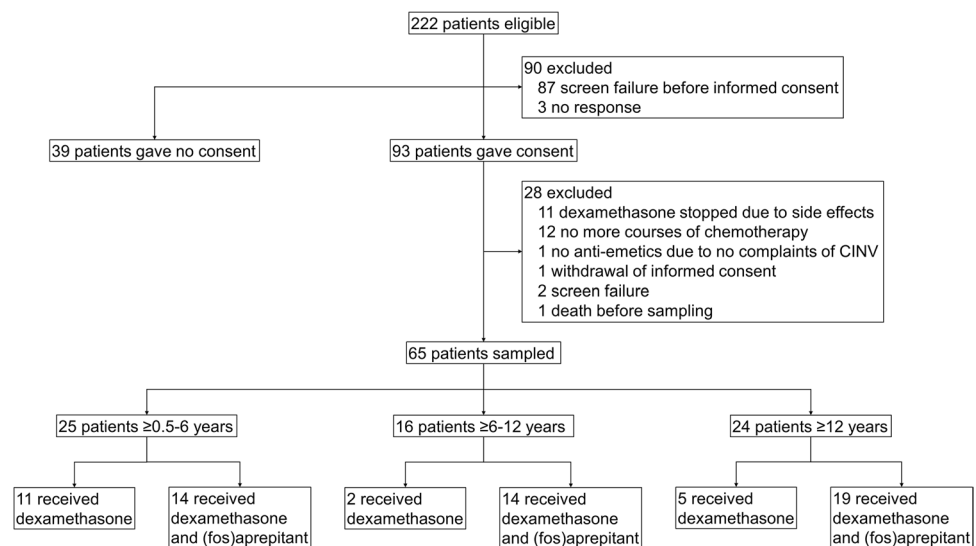 222 patients eligible
90 excluded
87 screen failure before informed consent
3 no response
39 patients gave no consent
93 patients gave consent
28 excluded
11 dexamethasone stopped due to side effects
12 no more courses of chemotherapy
1 no anti-emetics due to no complaints of CINV
1 withdrawal of informed consent
2 screen failure
1 death before sampling
65 patients sampled
25 patients ≥0.5-6 years
16 patients ≥6-12 years
24 patients ≥12 years
11 received
dexamethasone
14 received
dexamethasone
and (fos)aprepitant
2 received
dexamethasone
14 received
dexamethasone
and (fos)aprepitant
5 received
dexamethasone
19 received
dexamethasone
and (fos)aprepitant